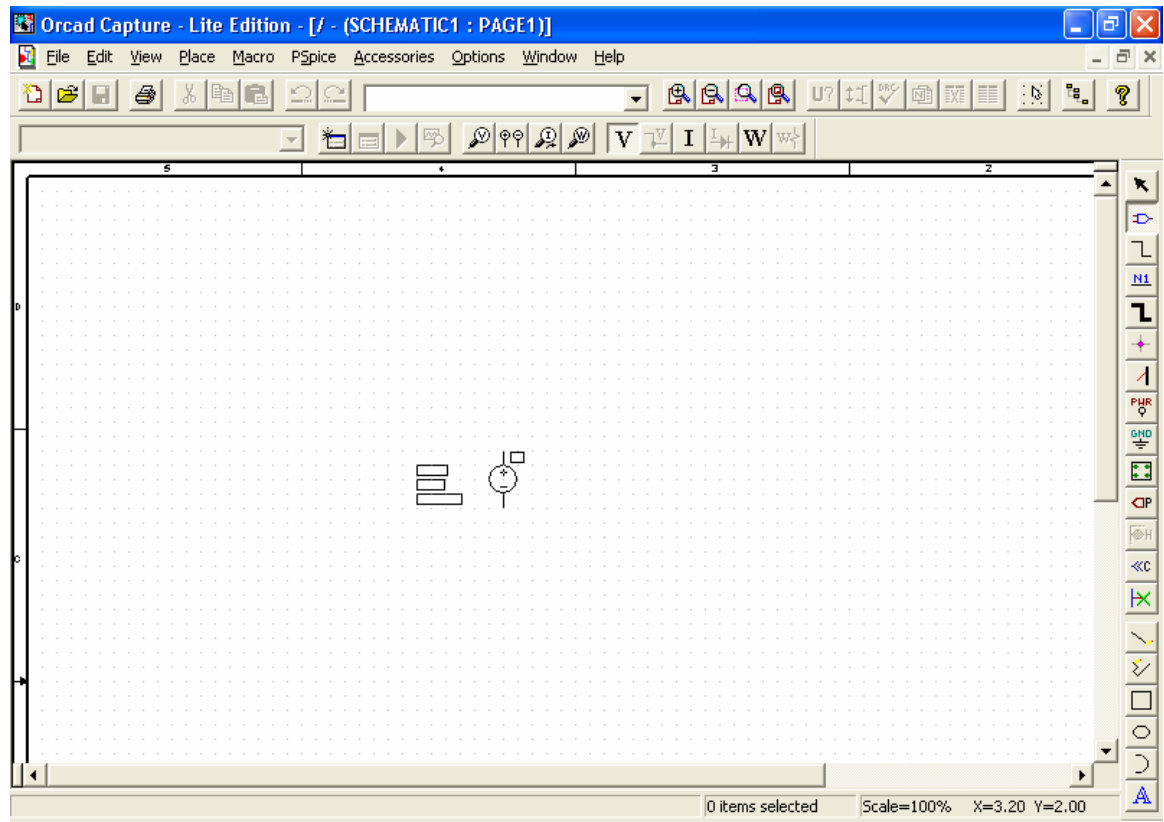 Orcad Capture - Lite Edition - [/ - (SCHEMATIC1 : PAGE1)]
File Edit View Place Macro PSpice Accessories Options Window Help
U? DRC
V V I I W W
5 4 3 2
N1
D
PWR
GND
P
H
C
«C
A
0 items selected Scale=100% X=3.20 Y=2.00